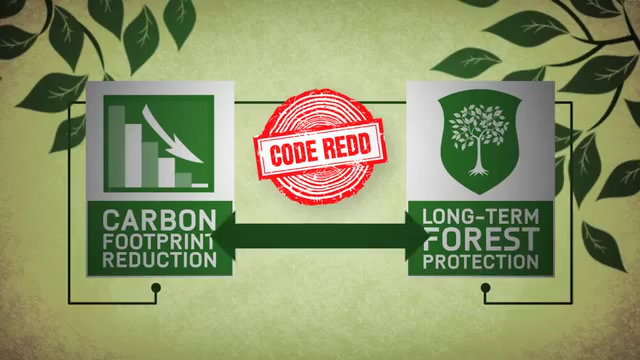 CODE REDD
CARBON
FOOTPRINT
REDUCTION
LONG-TERM
FOREST
PROTECTION